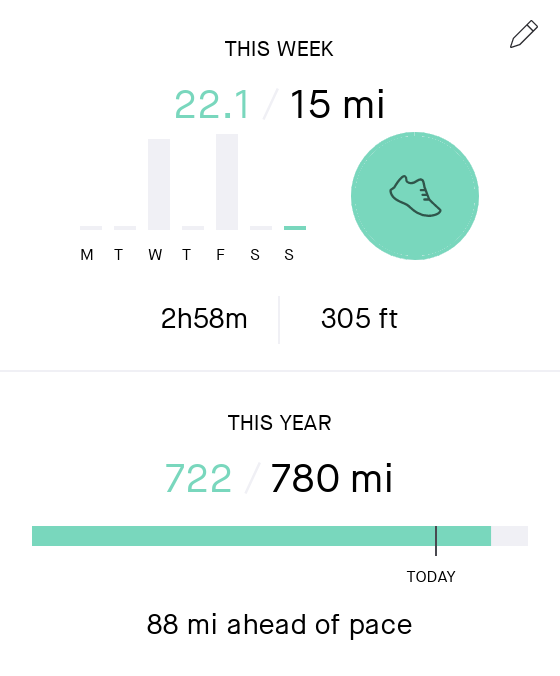 THIS WEEK
22.1 / 15 mi
M T W T F S S
2h58m 305 ft
THIS YEAR
722 / 780 mi
TODAY
88 mi ahead of pace